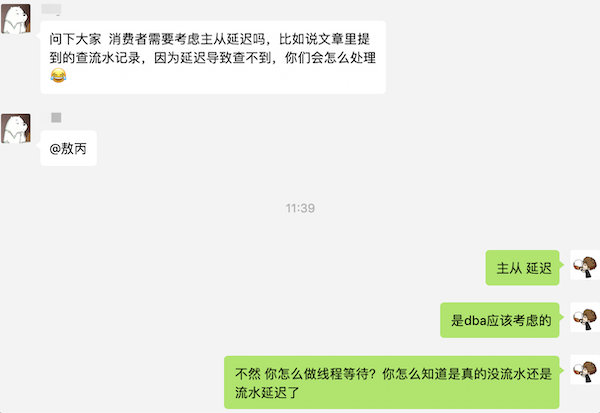 问下大家 消费者需要考虑主从延迟吗，比如说文章里提
到的查流水记录，因为延迟导致查不到，你们会怎么处理
😂
@敖丙
11:39
主从 延迟
是dba应该考虑的
不然 你怎么做线程等待？你怎么知道是真的没流水还是
流水延迟了